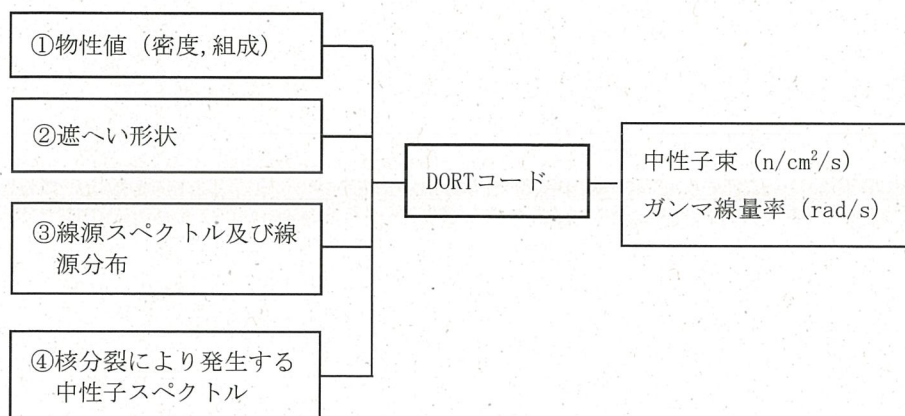 ①物性値（密度,組成）
②遮へい形状
③線源スペクトル及び線
源分布
④核分裂により発生する
中性子スペクトル
DORTコード
中性子束（n/cm²/s）
ガンマ線量率（rad/s）